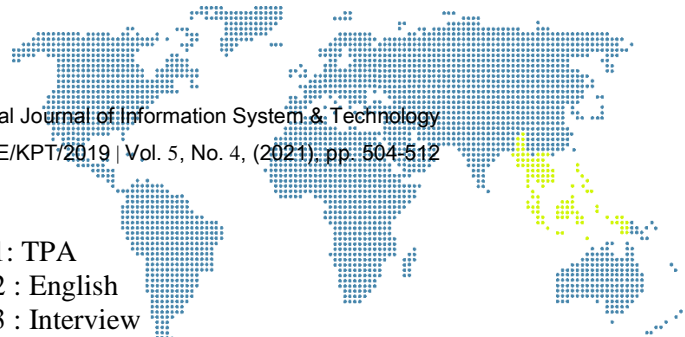 al Journal of Information System & Technology
E/KPT/2019 | Vol. 5, No. 4, (2021), pp. 504-512
1: TPA
2 : English
3 : Interview